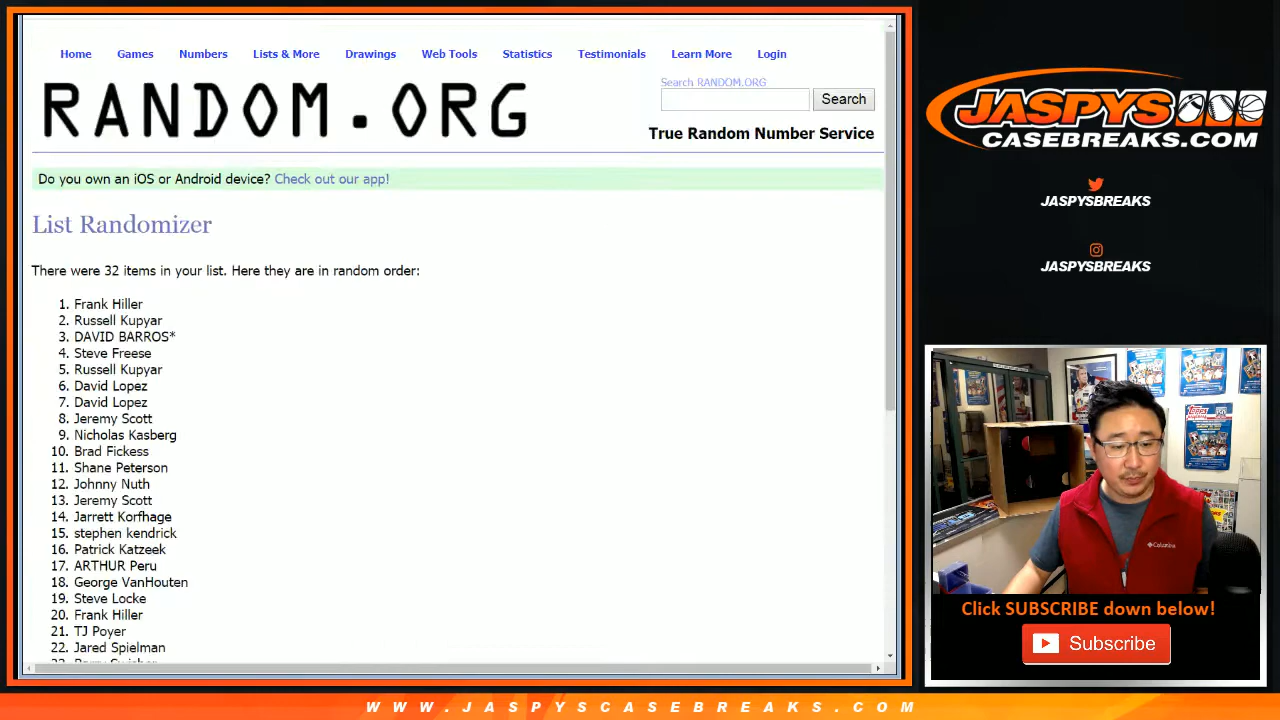 Home Games Numbers Lists & More Drawings Web Tools Statistics Testimonials Learn More Login
RANDOM.ORG
Search RANDOM.ORG
Search
True Random Number Service
Do you own an iOS or Android device? Check out our app!
List Randomizer
There were 32 items in your list. Here they are in random order:
1. Frank Hiller
2. Russell Kupyar
3. DAVID BARROS*
4. Steve Freese
5. Russell Kupyar
6. David Lopez
7. David Lopez
8. Jeremy Scott
9. Nicholas Kasberg
10. Brad Fickess
11. Shane Peterson
12. Johnny Nuth
13. Jeremy Scott
14. Jarrett Korfhage
15. stephen kendrick
16. Patrick Katzeek
17. ARTHUR Peru
18. George VanHouten
19. Steve Locke
20. Frank Hiller
21. TJ Poyer
22. Jared Spielman
JASPYS
CASEBREAKS.COM
JASPYSBREAKS
JASPYSBREAKS
Columbia
Click SUBSCRIBE down below!
Subscribe
WWW.JASPYSCASEBREAKS.COM